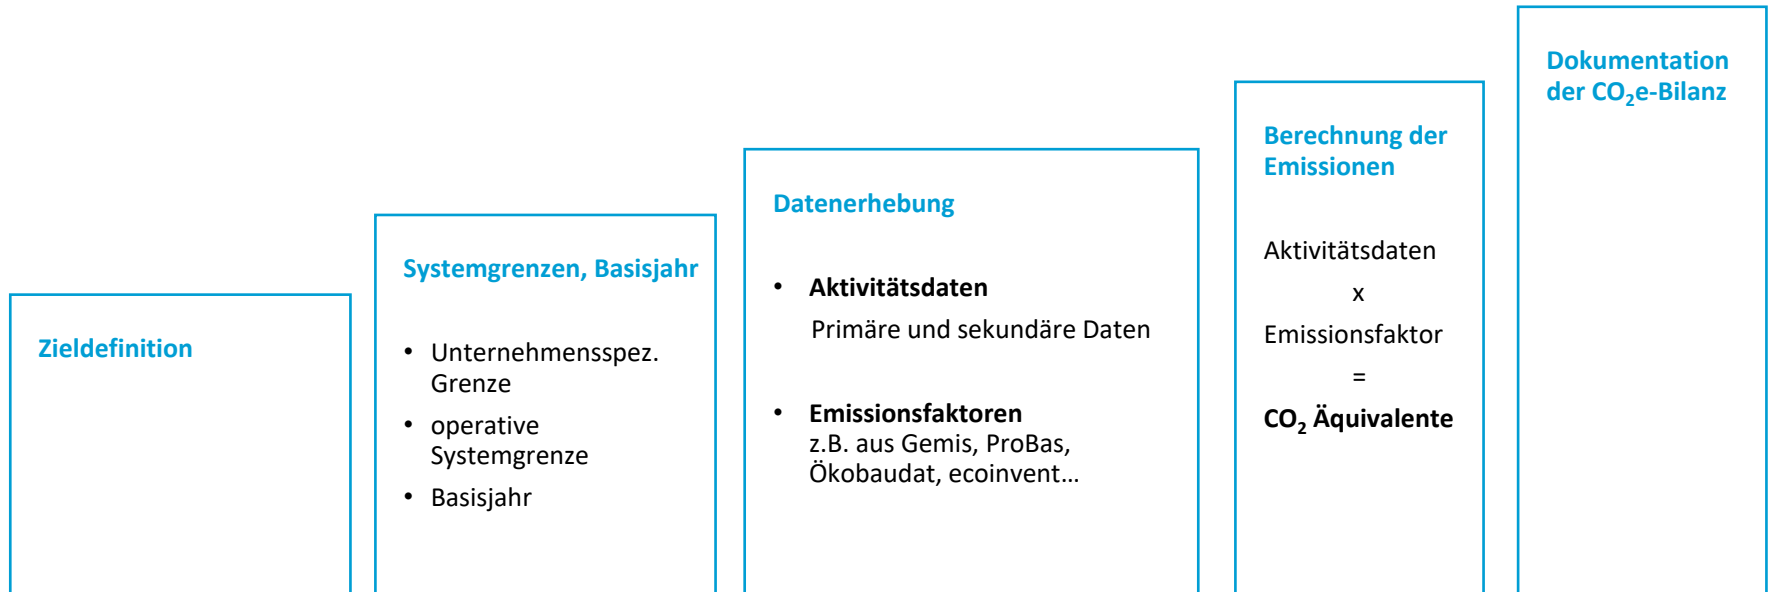 Zieldefinition
Systemgrenzen, Basisjahr
• Unternehmensspez.
Grenze
• operative
Systemgrenze
• Basisjahr
Datenerhebung
• Aktivitätsdaten
Primäre und sekundäre Daten
• Emissionsfaktoren
z.B. aus Gemis, ProBas,
Ökobaudat, ecoinvent…
Berechnung der
Emissionen
Aktivitätsdaten
x
Emissionsfaktor
=
CO₂ Äquivalente
Dokumentation
der CO₂e-Bilanz